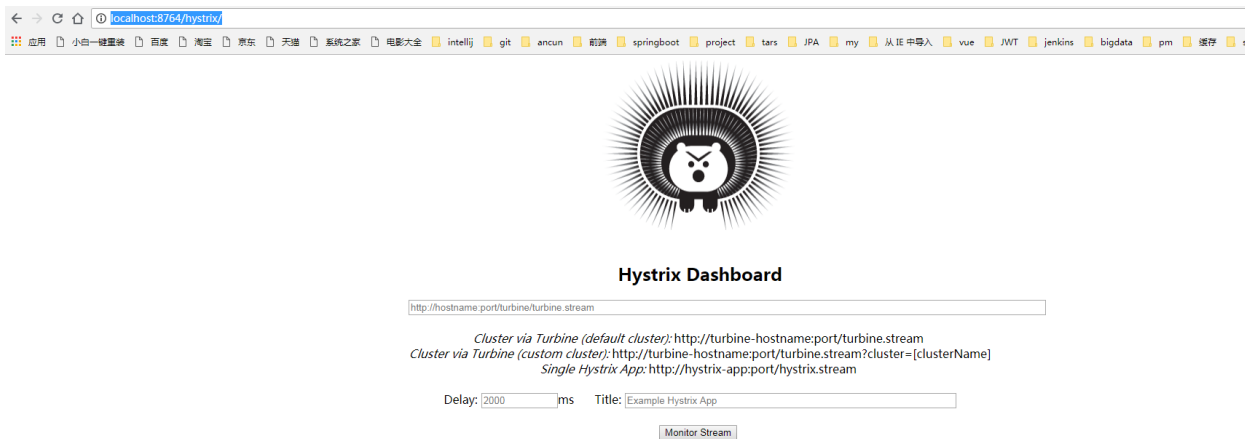 localhost:8764/hystrix/
应用 小白一键重装 百度 淘宝 京东 天猫 系统之家 电影大全 intellij git ancun 前端 springboot project tars JPA my 从 IE 中导入 vue JWT jenkins bigdata pm 缓存 s
Hystrix Dashboard
http://hostname:port/turbine/turbine.stream
Cluster via Turbine (default cluster): http://turbine-hostname:port/turbine.stream
Cluster via Turbine (custom cluster): http://turbine-hostname:port/turbine.stream?cluster=[clusterName]
Single Hystrix App: http://hystrix-app:port/hystrix.stream
Delay: 2000 ms Title: Example Hystrix App
Monitor Stream